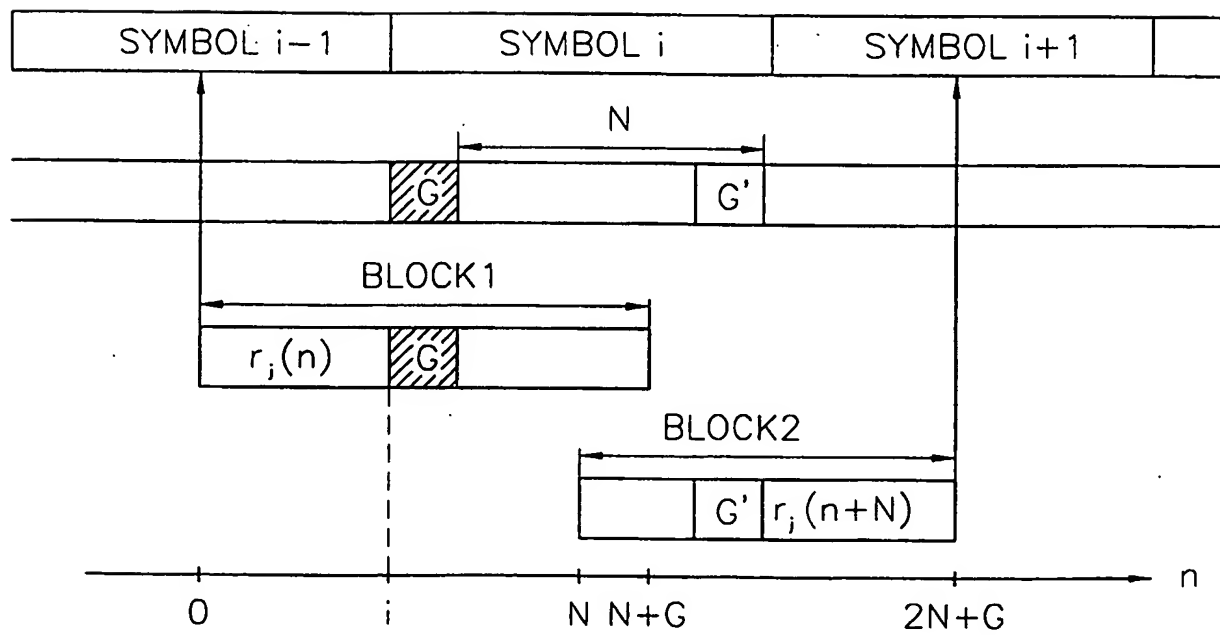 SYMBOL i-1 SYMBOL i SYMBOL i+1
N
G G'
BLOCK1
r_j(n) G
BLOCK2
G' r_j(n+N)
0 i N N+G 2N+G n